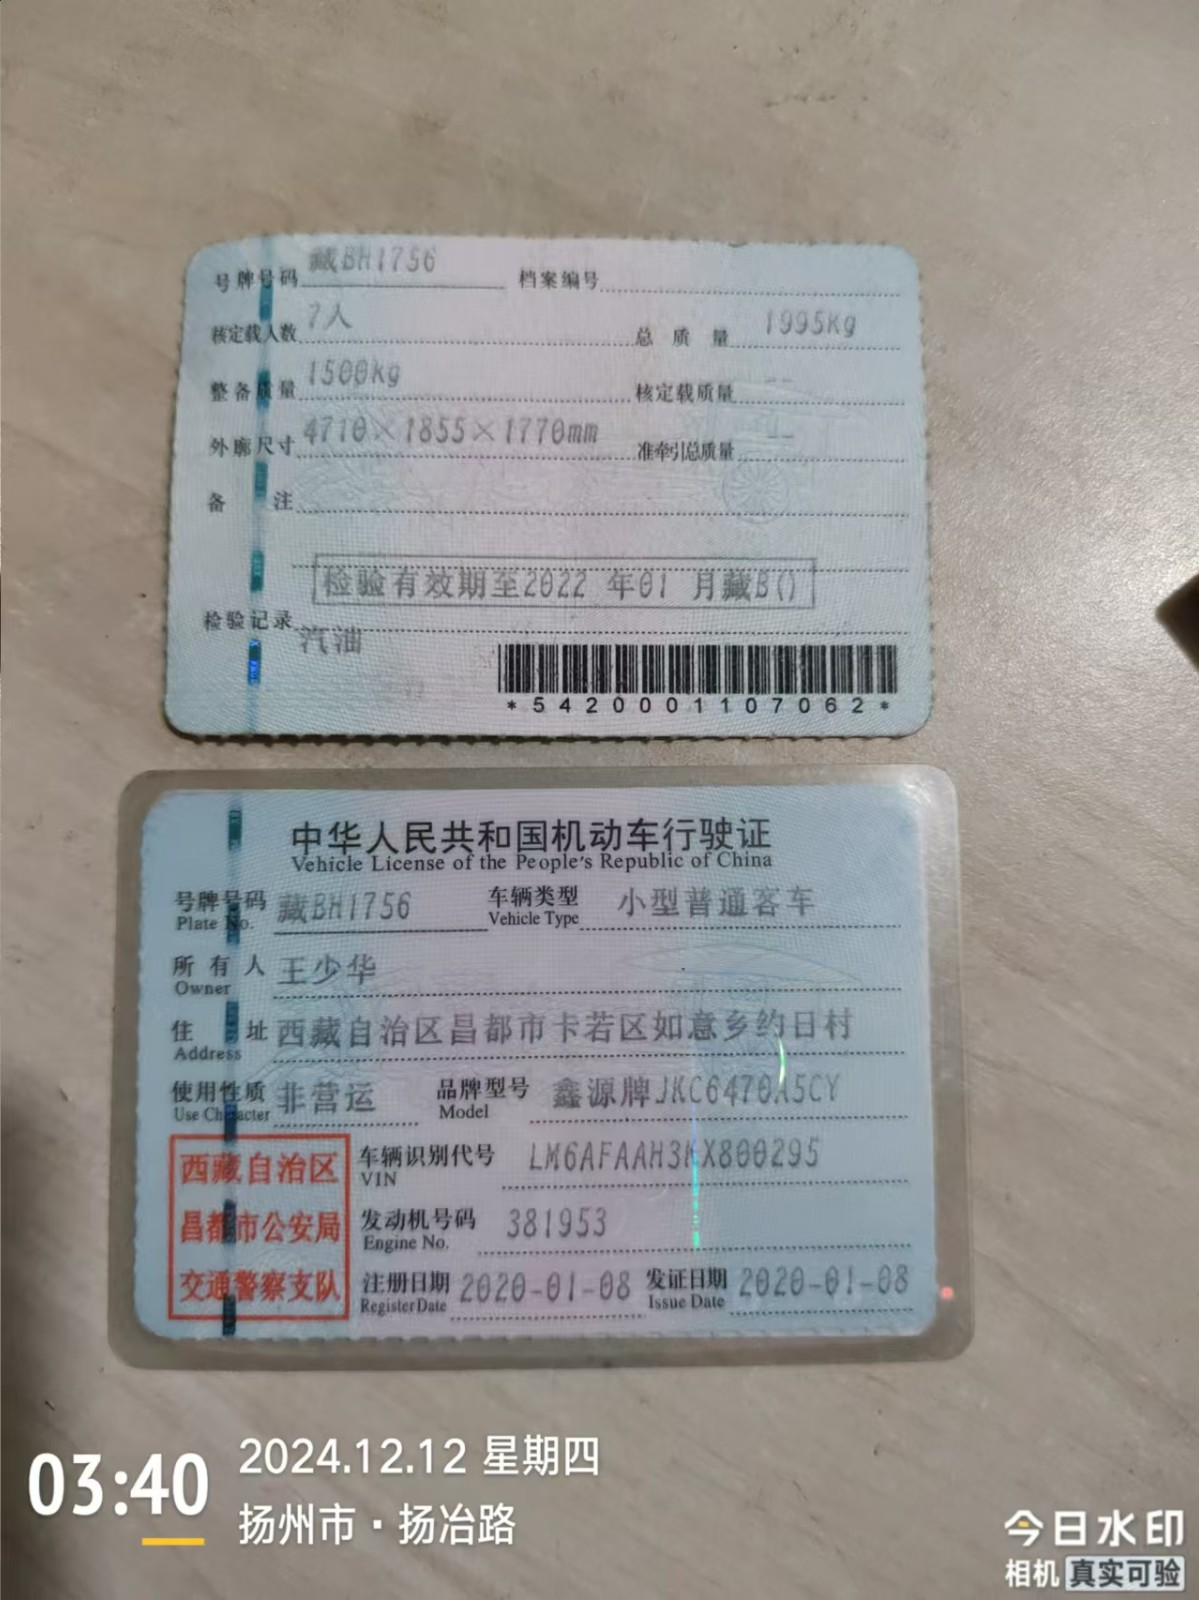 号牌号码 藏BH1756 档案编号
核定载人数 7人 总质量 1995kg
整备质量 1500kg 核定载质量 --
外廓尺寸 4710×1855×1770mm 准牵引总质量 --
备注
检验有效期至2022 年01 月藏B()
检验记录
汽油
*5420001107062*
中华人民共和国机动车行驶证
Vehicle License of the People's Republic of China
号牌号码 藏BH1756 车辆类型 小型普通客车
Plate No. Vehicle Type
所有人 王少华
Owner
住址 西藏自治区昌都市卡若区如意乡约日村
Address
使用性质 非营运 品牌型号 鑫源牌JKC6470A5CY
Use Character Model
西藏自治区 车辆识别代号 LM6AFAAH3KX800295
VIN
昌都市公安局 发动机号码 381953
Engine No.
交通警察支队 注册日期 2020-01-08 发证日期 2020-01-08
Register Date Issue Date
03:40 2024.12.12 星期四
扬州市·扬冶路
今日水印
相机 真实可验